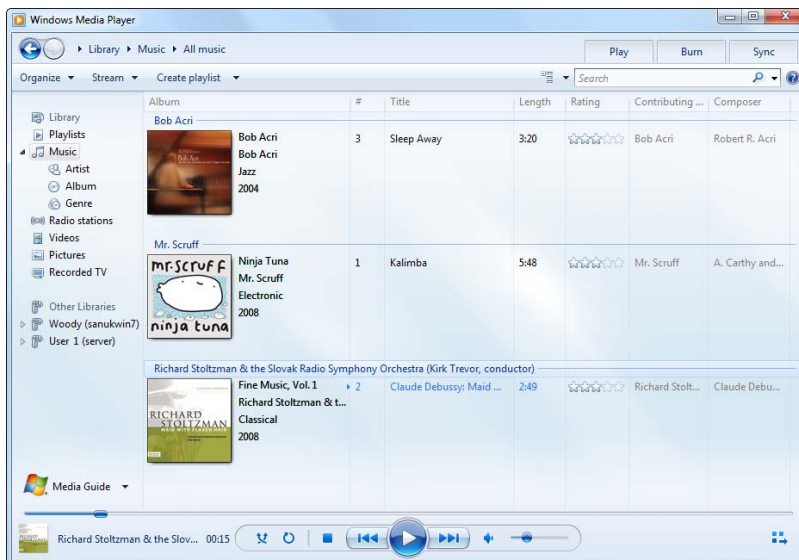 Windows Media Player
Library Music All music
Play Burn Sync
Organize Stream Create playlist Search
Album # Title Length Rating Contributing ... Composer
Library
Playlists
Music
Artist
Album
Genre
Radio stations
Videos
Pictures
Recorded TV
Other Libraries
Woody (sanukwin7)
User 1 (server)
Bob Acri
Bob Acri 3 Sleep Away 3:20 Bob Acri Robert R. Acri
Bob Acri
Jazz
2004
Bob Acri
Mr. Scruff
Ninja Tuna 1 Kalimba 5:48 Mr. Scruff A. Carthy and...
Mr. Scruff
Electronic
2008
mr.scruff
ninja tuna
Richard Stoltzman & the Slovak Radio Symphony Orchestra (Kirk Trevor, conductor)
Fine Music, Vol. 1 2 Claude Debussy: Maid ... 2:49 Richard Stolt... Claude Debu...
Richard Stoltzman & t...
Classical
2008
RICHARD
STOLTZMAN
MAID WITH FLAXEN HAIR
Media Guide
Richard Stoltzman & the Slov... 00:15